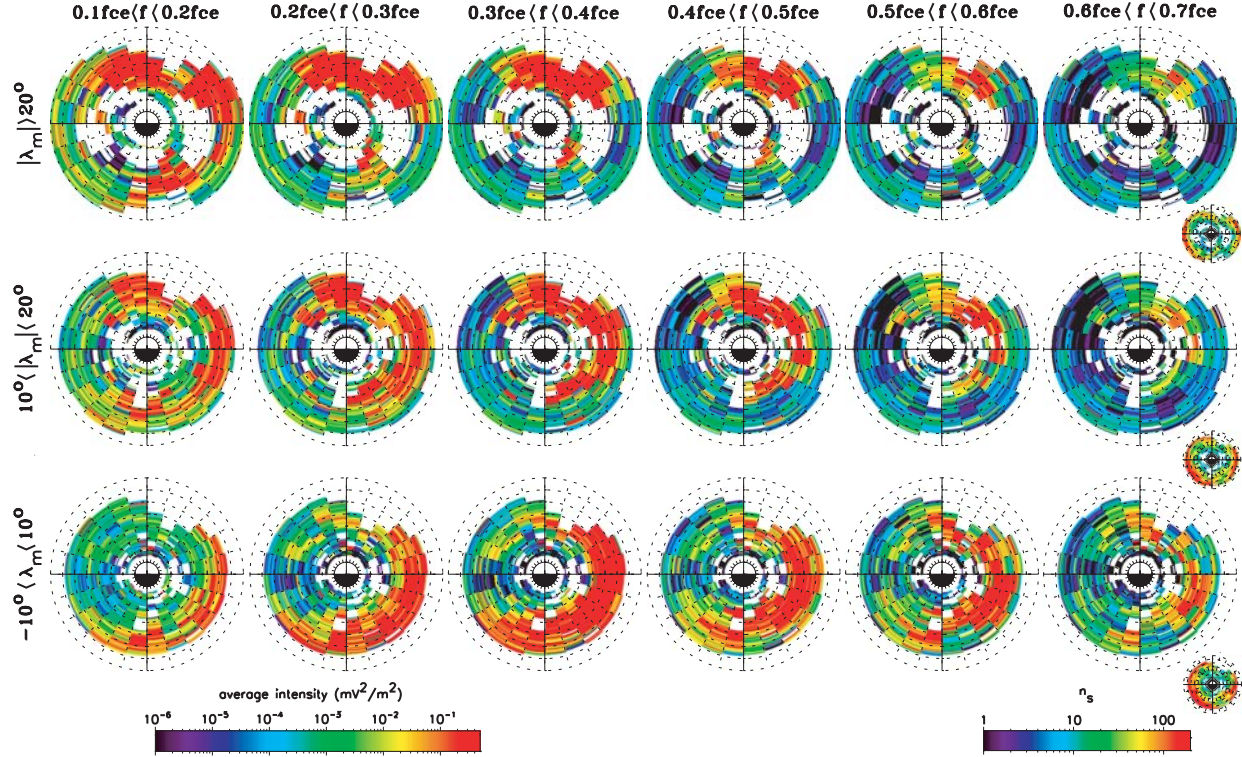 0.1fce⟨f⟨0.2fce 0.2fce⟨f⟨0.3fce 0.3fce⟨f⟨0.4fce 0.4fce⟨f⟨0.5fce 0.5fce⟨f⟨0.6fce 0.6fce⟨f⟨0.7fce
|λm|⟩20°
10°⟨|λm|⟨20°
−10°⟨λm⟨10°
average intensity (mV²/m²)
10⁻⁶ 10⁻⁵ 10⁻⁴ 10⁻³ 10⁻² 10⁻¹
nₛ
1 10 100